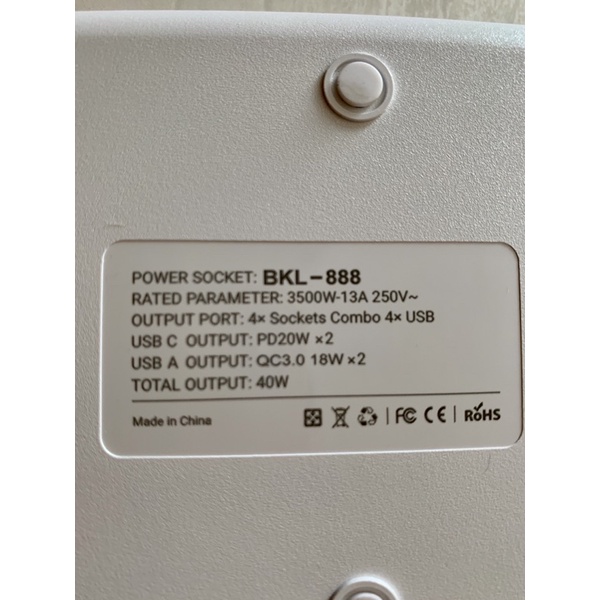 POWER SOCKET: BKL-888
RATED PARAMETER: 3500W-13A 250V~
OUTPUT PORT: 4× Sockets Combo 4× USB
USB C OUTPUT: PD20W ×2
USB A OUTPUT: QC3.0 18W ×2
TOTAL OUTPUT: 40W
Made in China FC CE RoHS